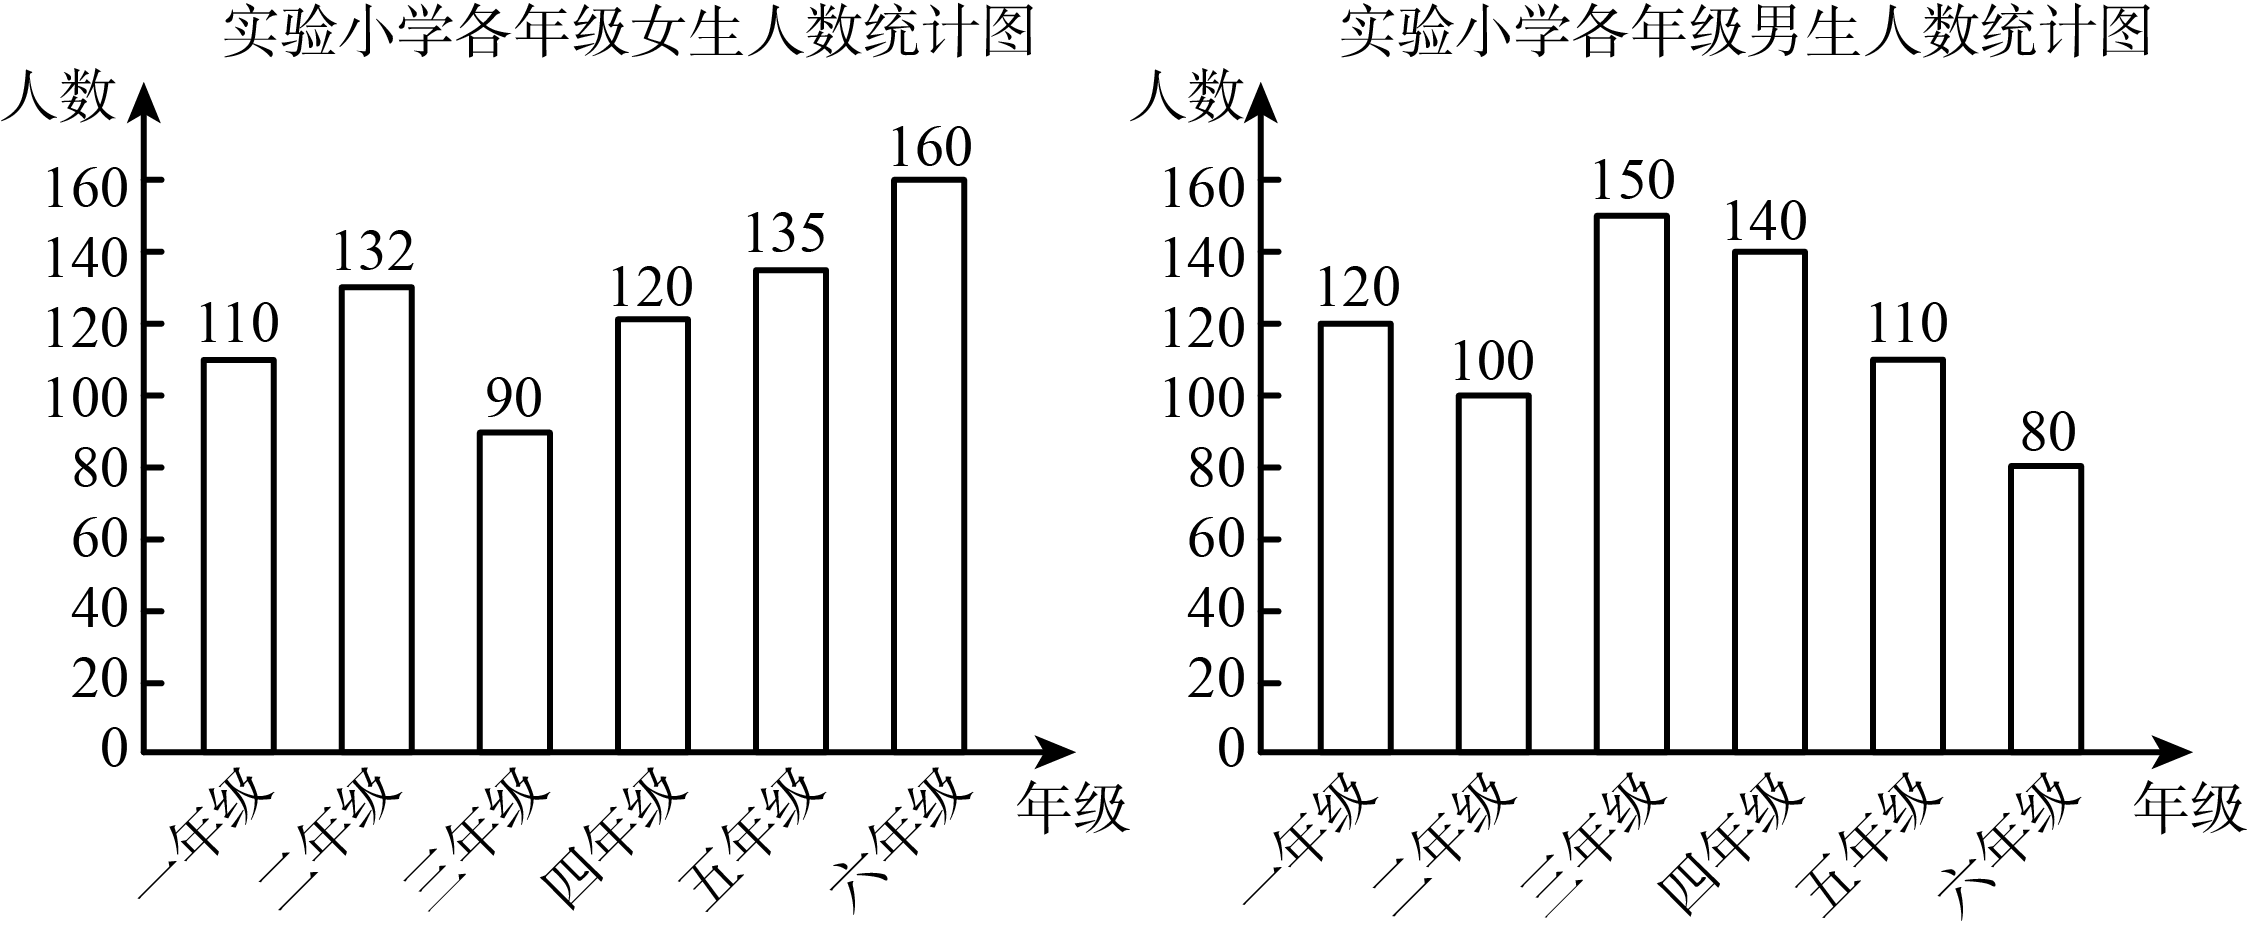 实验小学各年级女生人数统计图
人数
160
140
120
100
80
60
40
20
0
110
132
90
120
135
160
一年级
二年级
三年级
四年级
五年级
六年级
年级
实验小学各年级男生人数统计图
人数
160
140
120
100
80
60
40
20
0
120
100
150
140
110
80
一年级
二年级
三年级
四年级
五年级
六年级
年级